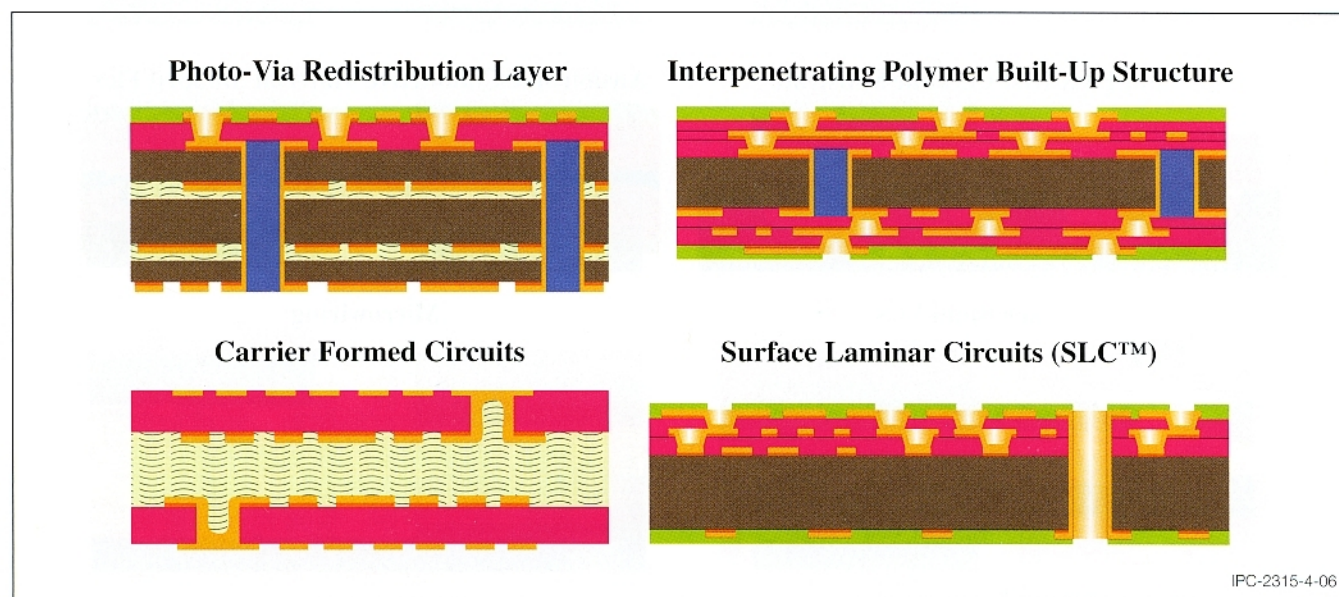 Photo-Via Redistribution Layer
Interpenetrating Polymer Built-Up Structure
Carrier Formed Circuits
Surface Laminar Circuits (SLC™)
IPC-2315-4-06